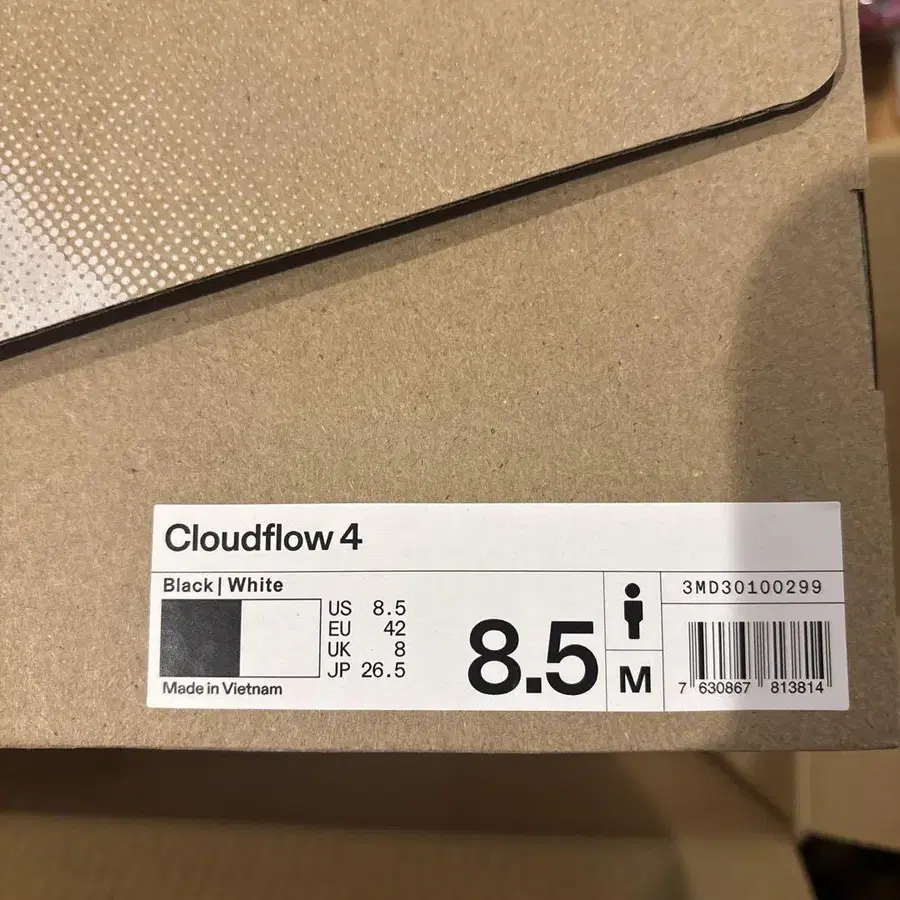 Cloudflow 4
Black | White
US 8.5
EU 42
UK 8
JP 26.5
Made in Vietnam
8.5
M
3MD30100299
7 630867 813814